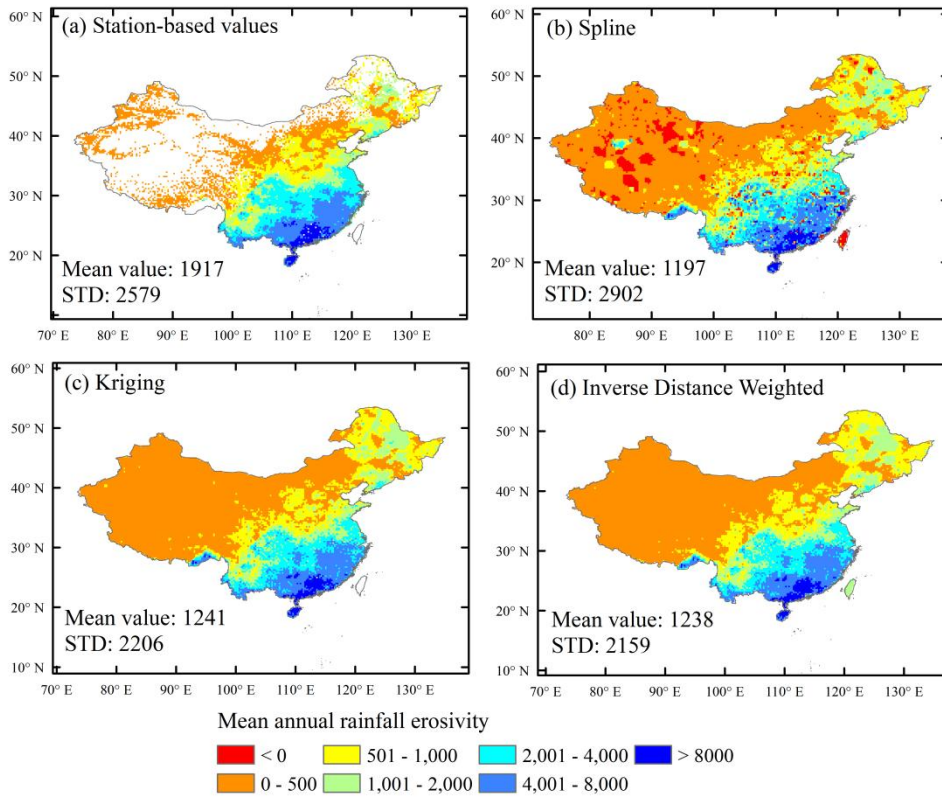 60° N
(a) Station-based values
50° N
40° N
30° N
20° N
Mean value: 1917
STD: 2579
70° E 80° E 90° E 100° E 110° E 120° E 130° E
60° N
(b) Spline
50° N
40° N
30° N
20° N
Mean value: 1197
STD: 2902
80° E 90° E 100° E 110° E 120° E 130° E
60° N
(c) Kriging
50° N
40° N
30° N
20° N
Mean value: 1241
STD: 2206
10° N
70° E 80° E 90° E 100° E 110° E 120° E 130° E
60° N
(d) Inverse Distance Weighted
50° N
40° N
30° N
20° N
Mean value: 1238
STD: 2159
10° N
70° E 80° E 90° E 100° E 110° E 120° E 130° E
Mean annual rainfall erosivity
< 0 501 - 1,000 2,001 - 4,000 > 8000
0 - 500 1,001 - 2,000 4,001 - 8,000